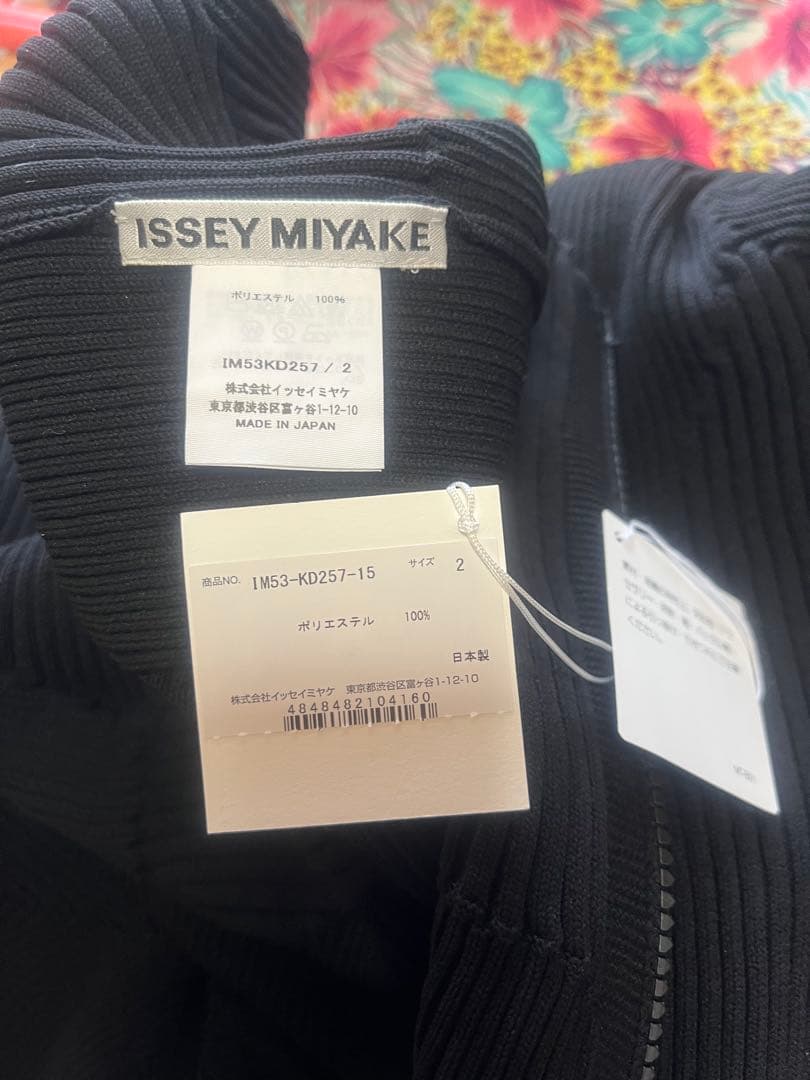 ISSEY MIYAKE
ポリエステル 100%
IM53KD257 / 2
株式会社イッセイミヤケ
東京都渋谷区富ヶ谷1-12-10
MADE IN JAPAN
商品NO. IM53-KD257-15 サイズ 2
ポリエステル 100%
日本製
株式会社イッセイミヤケ 東京都渋谷区富ヶ谷1-12-10
4848482104160
ください。